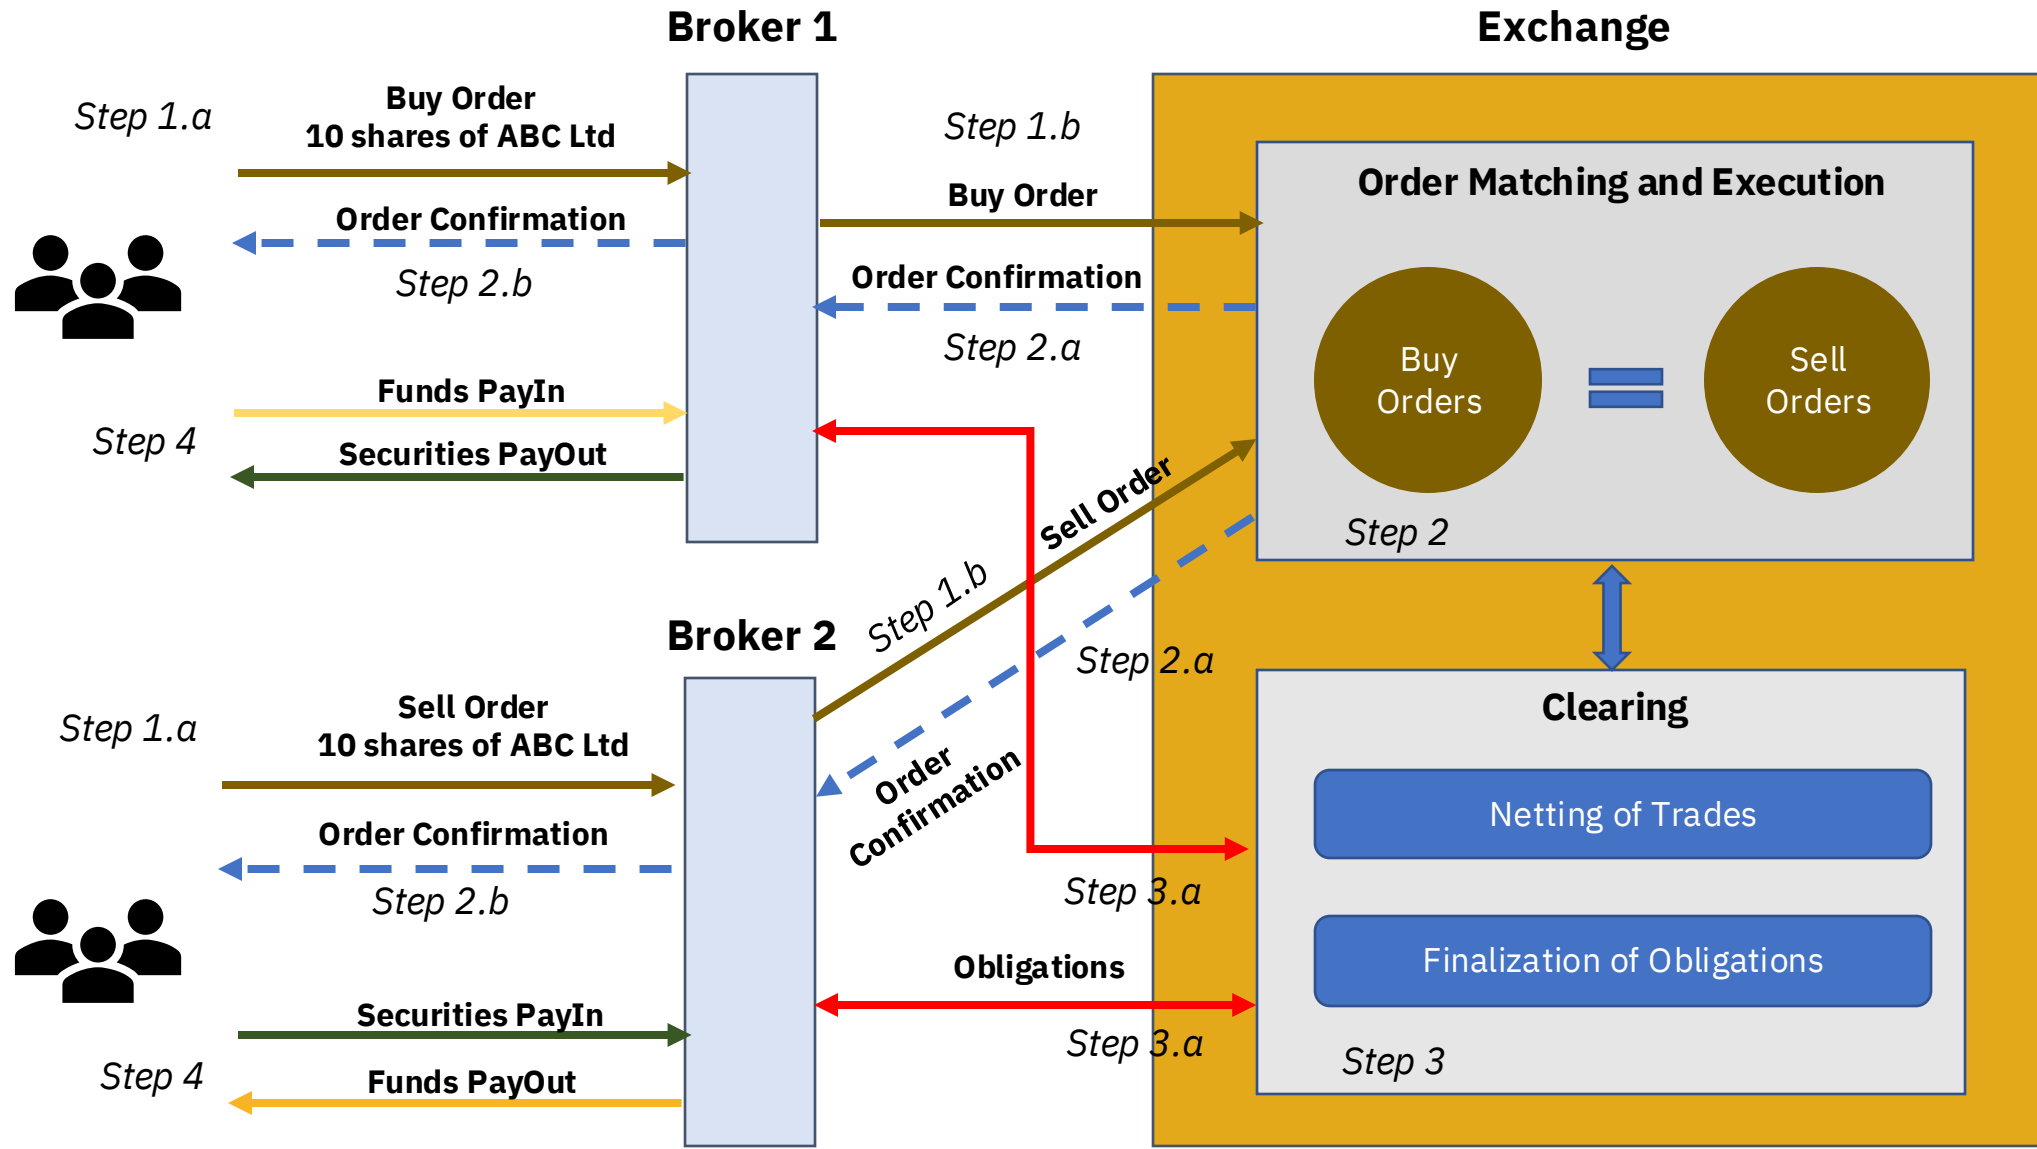 Broker 1
Exchange
Step 1.a
Buy Order
10 shares of ABC Ltd
Step 1.b
Order Matching and Execution
Buy Order
Order Confirmation
Step 2.b
Order Confirmation
Step 2.a
Buy
Orders
Sell
Orders
Funds PayIn
Step 4
Securities PayOut
Sell Order
Step 2
Step 1.b
Broker 2
Step 2.a
Step 1.a
Sell Order
10 shares of ABC Ltd
Clearing
Order
Confirmation
Netting of Trades
Order Confirmation
Step 2.b
Step 3.a
Obligations
Finalization of Obligations
Securities PayIn
Step 3.a
Step 3
Step 4
Funds PayOut